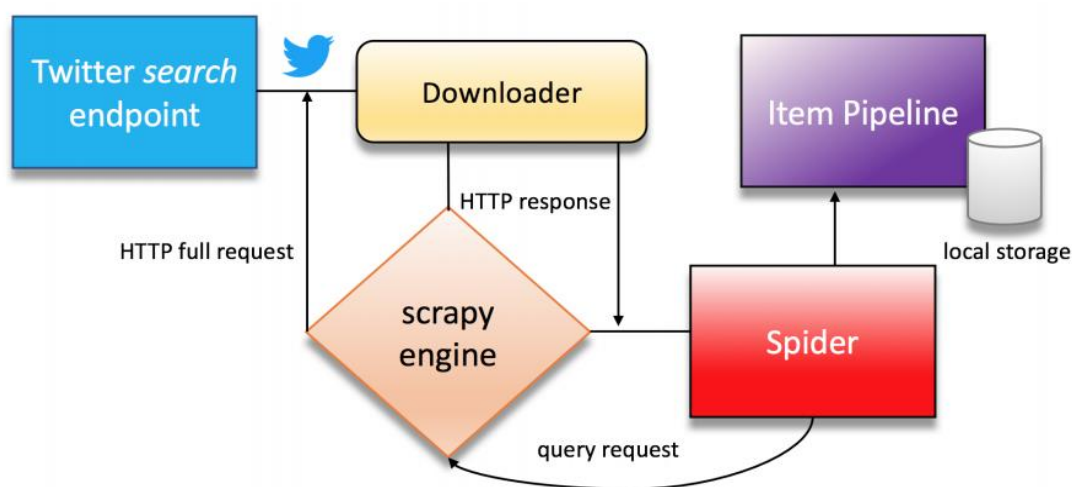 Twitter search
endpoint
Downloader
Item Pipeline
HTTP response
HTTP full request
local storage
scrapy
engine
Spider
query request